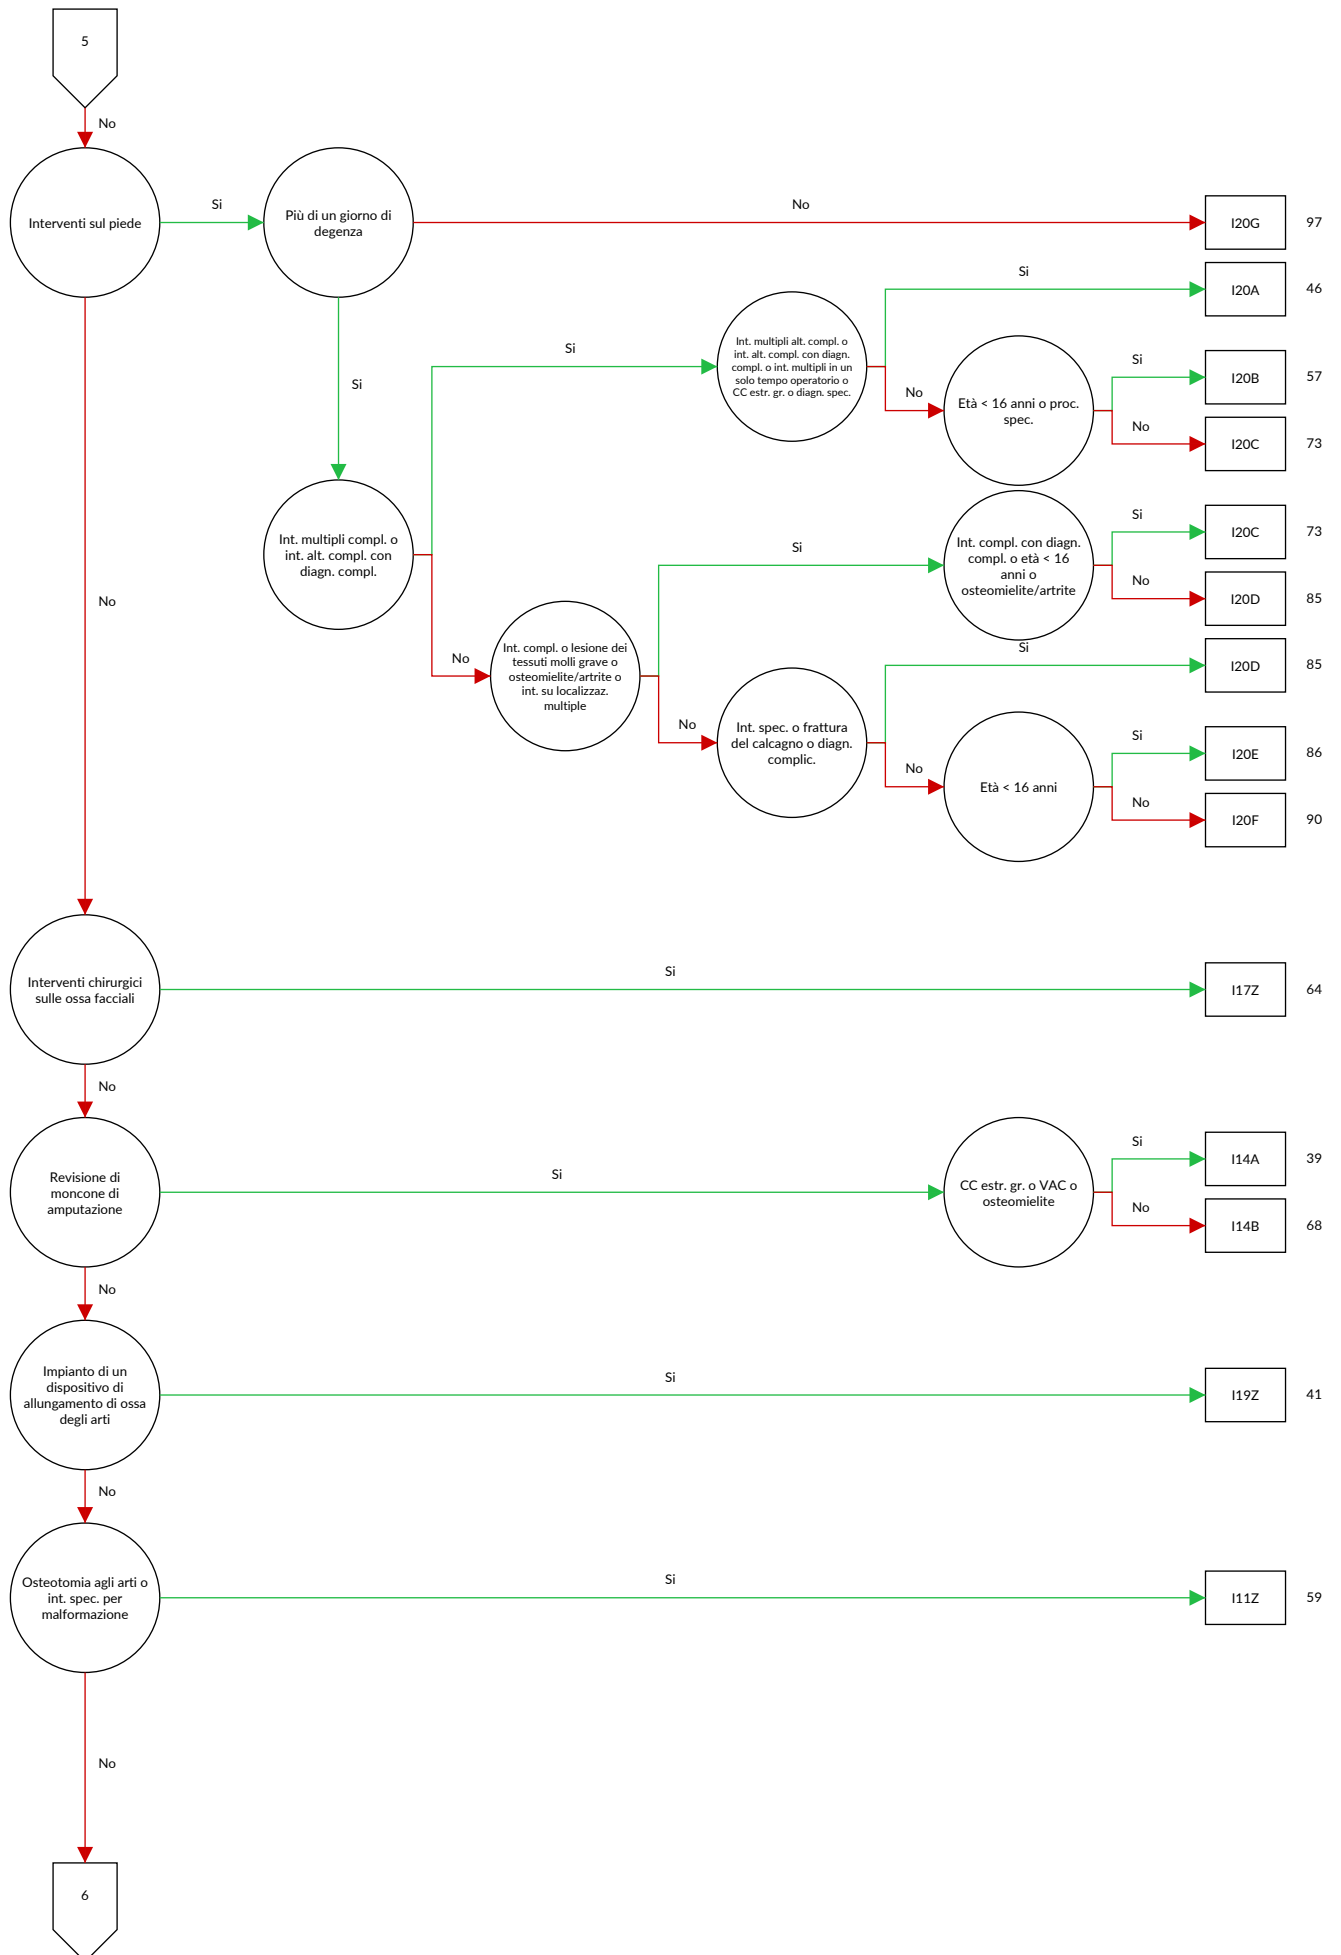 5
No
Interventi sul piede
Si
Più di un giorno di
degenza
No
I20G
97
Si
Si
Int. multipli alt. compl. o
int. alt. compl. con diagn.
compl. o int. multipli in un
solo tempo operatorio o
CC estr. gr. o diagn. spec.
Si
I20A
46
No
Età < 16 anni o proc.
spec.
Si
I20B
57
No
I20C
73
Int. multipli compl. o
int. alt. compl. con
diagn. compl.
No
Int. compl. o lesione dei
tessuti molli grave o
osteomielite/artrite o
int. su localizzaz.
multiple
Si
Int. compl. con diagn.
compl. o età < 16
anni o
osteomielite/artrite
Si
I20C
73
No
I20D
85
No
Int. spec. o frattura
del calcagno o diagn.
complic.
Si
I20D
85
No
Età < 16 anni
Si
I20E
86
No
I20F
90
No
Interventi chirurgici
sulle ossa facciali
Si
I17Z
64
No
Revisione di
moncone di
amputazione
Si
CC estr. gr. o VAC o
osteomielite
Si
I14A
39
No
I14B
68
No
Impianto di un
dispositivo di
allungamento di ossa
degli arti
Si
I19Z
41
No
Osteotomia agli arti o
int. spec. per
malformazione
Si
I11Z
59
No
6